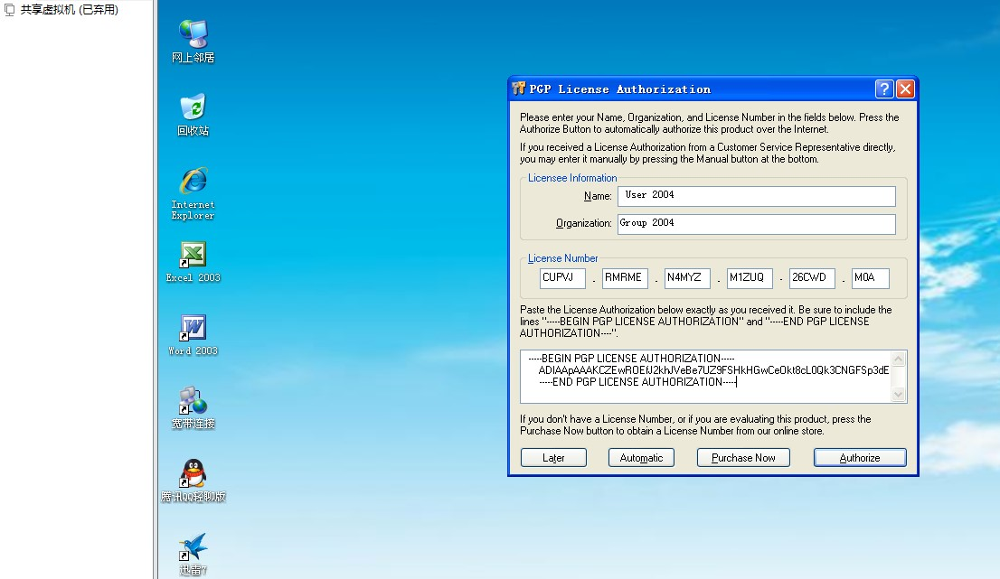 共享虚拟机 (已弃用)
网上邻居
回收站
Internet
Explorer
Excel 2003
Word 2003
宽带连接
腾讯QQ轻聊版
迅雷7
PGP License Authorization
Please enter your Name, Organization, and License Number in the fields below. Press the
Authorize Button to automatically authorize this product over the Internet.
If you received a License Authorization from a Customer Service Representative directly,
you may enter it manually by pressing the Manual button at the bottom.
Licensee Information
Name: User 2004
Organization: Group 2004
License Number
CUPVJ - RMRME - N4MYZ - M1ZUQ - 26CWD - M0A
Paste the License Authorization below exactly as you received it. Be sure to include the
lines "-----BEGIN PGP LICENSE AUTHORIZATION" and "-----END PGP LICENSE
AUTHORIZATION----".
-----BEGIN PGP LICENSE AUTHORIZATION-----
ADIAApAAAKCZEwROEfJ2khJVeBe7UZ9FSHkHGwCeOkt8cL0Qk3CNGFSp3dE
-----END PGP LICENSE AUTHORIZATION-----
If you don't have a License Number, or if you are evaluating this product, press the
Purchase Now button to obtain a License Number from our online store.
Later
Automatic
Purchase Now
Authorize